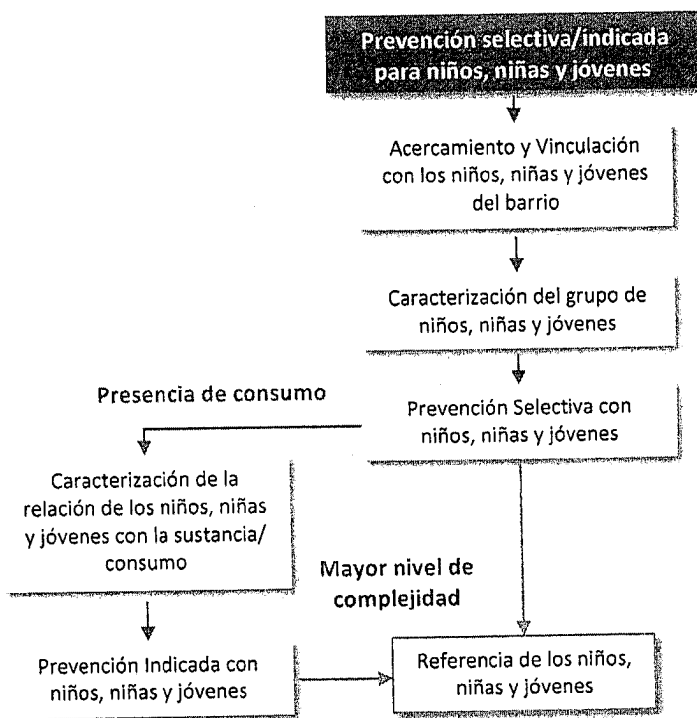 Prevención selectiva/indicada
para niños, niñas y jóvenes
Acercamiento y Vinculación
con los niños, niñas y jóvenes
del barrio
Caracterización del grupo de
niños, niñas y jóvenes
Presencia de consumo
Prevención Selectiva con
niños, niñas y jóvenes
Caracterización de la
relación de los niños, niñas
y jóvenes con la sustancia/
consumo
Mayor nivel de
complejidad
Prevención Indicada con
niños, niñas y jóvenes
Referencia de los niños,
niñas y jóvenes